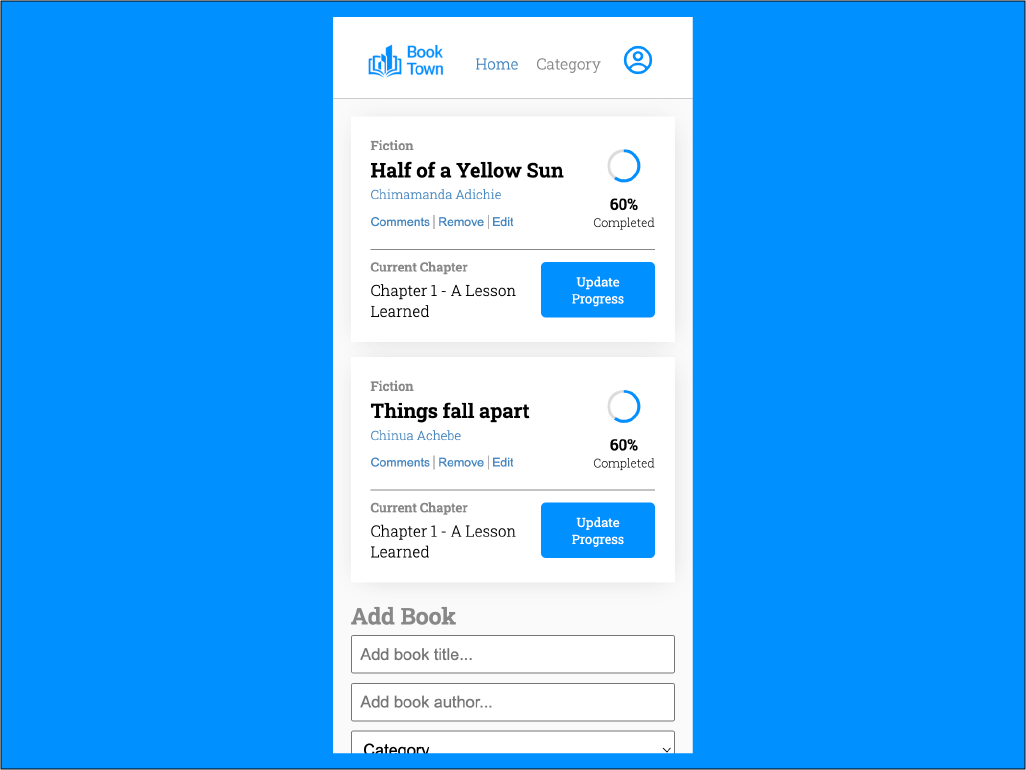 Book
Town
Home
Category
Fiction
Half of a Yellow Sun
Chimamanda Adichie
Comments | Remove | Edit
60%
Completed
Current Chapter
Chapter 1 - A Lesson
Learned
Update
Progress
Fiction
Things fall apart
Chinua Achebe
Comments | Remove | Edit
60%
Completed
Current Chapter
Chapter 1 - A Lesson
Learned
Update
Progress
Add Book
Add book title...
Add book author...
Category